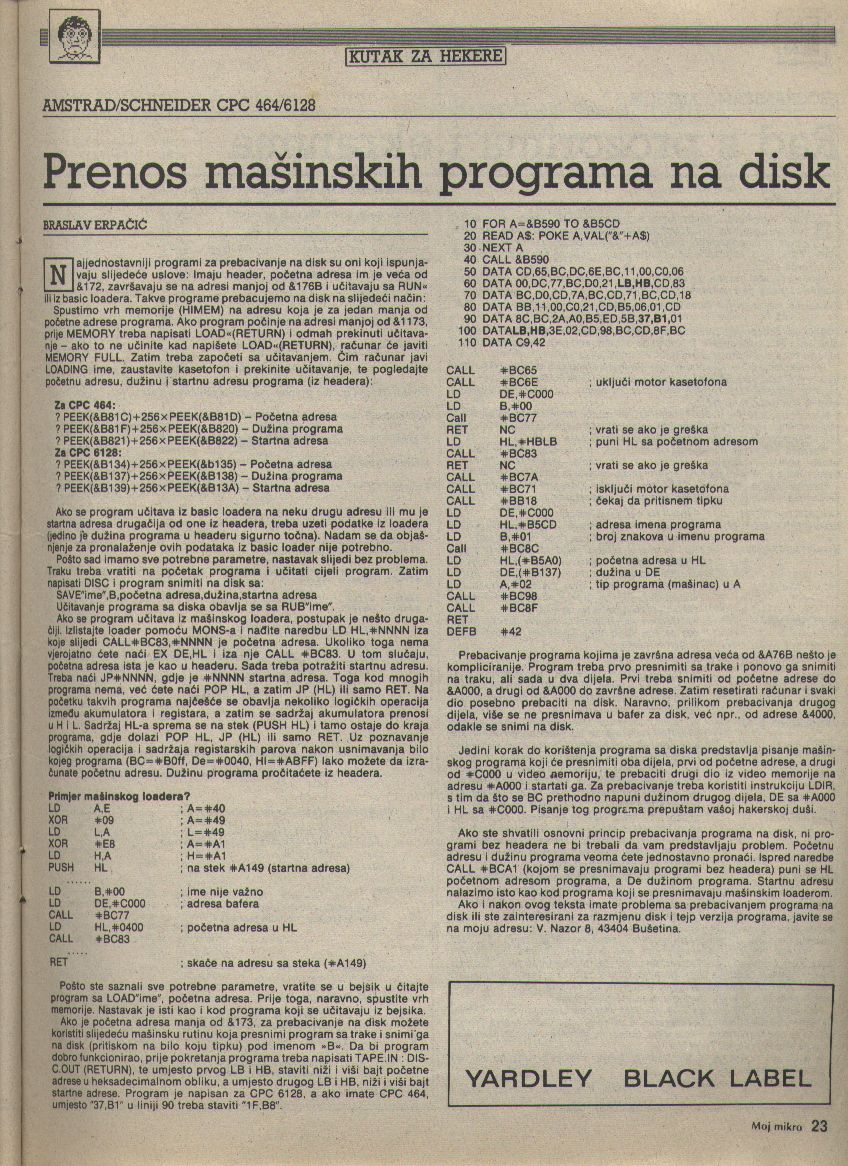 KUTAK ZA HEKERE
AMSTRAD/SCHNEIDER CPC 464/6128
Prenos mašinskih programa na disk
BRASLAV ERPAČIĆ
Najjednostavniji programi za prebacivanje na disk su oni koji ispunja-
vaju slijedeće uslove: Imaju header, početna adresa im je veća od
&172, završavaju se na adresi manjoj od &176B i učitavaju sa RUN«
ili iz basic loadera. Takve programe prebacujemo na disk na slijedeći način:
Spustimo vrh memorije (HIMEM) na adresu koja je za jedan manja od
početne adrese programa. Ako program počinje na adresi manjoj od &1173,
prije MEMORY treba napisati LOAD»(RETURN) i odmah prekinuti učitava-
nje – ako to ne učinite kad napišete LOAD»(RETURN), računar će javiti
MEMORY FULL. Zatim treba započeti sa učitavanjem. Čim računar javi
LOADING ime, zaustavite kasetofon i prekinite učitavanje, te pogledajte
početnu adresu, dužinu i startnu adresu programa (iz headera):
Za CPC 464:
? PEEK(&B81C)+256×PEEK(&B81D) – Početna adresa
? PEEK(&B81F)+256×PEEK(&B820) – Dužina programa
? PEEK(&B821)+256×PEEK(&B822) – Startna adresa
Za CPC 6128:
? PEEK(&B134)+256×PEEK(&b135) – Početna adresa
? PEEK(&B137)+256×PEEK(&B138) – Dužina programa
? PEEK(&B139)+256×PEEK(&B13A) – Startna adresa
Ako se program učitava iz basic loadera na neku drugu adresu ili mu je
startna adresa drugačija od one iz headera, treba uzeti podatke iz loadera
(jedino je dužina programa u headeru sigurno točna). Nadam se da objaš-
njenje za pronalaženje ovih podataka iz basic loader nije potrebno.
Pošto sad imamo sve potrebne parametre, nastavak slijedi bez problema.
Traku treba vratiti na početak programa i učitati cijeli program. Zatim
napisati DISC i program snimiti na disk sa:
SAVE"ime",B,početna adresa,dužina,startna adresa
Učitavanje programa sa diska obavlja se sa RUB"ime".
Ako se program učitava iz mašinskog loadera, postupak je nešto druga-
čiji. Izlistajte loader pomoću MONS-a i nađite naredbu LD HL,#NNNN iza
koje slijedi CALL#BC83,#NNNN je početna adresa. Ukoliko toga nema
vjerojatno ćete naći EX DE,HL i iza nje CALL #BC83. U tom slučaju,
početna adresa ista je kao u headeru. Sada treba potražiti startnu adresu.
Treba naći JP#NNNN, gdje je #NNNN startna adresa. Toga kod mnogih
programa nema, već ćete naći POP HL, a zatim JP (HL) ili samo RET. Na
početku takvih programa najčešće se obavlja nekoliko logičkih operacija
između akumulatora i registara, a zatim se sadržaj akumulatora prenosi
u H i L. Sadržaj HL-a sprema se na stek (PUSH HL) i tamo ostaje do kraja
programa, gdje dolazi POP HL, JP (HL) ili samo RET. Uz poznavanje
logičkih operacija i sadržaja registarskih parova nakon usnimavanja bilo
kojeg programa (BC=#B0ff, De=#0040, Hl=#ABFF) lako možete da izra-
čunate početnu adresu. Dužinu programa pročitaćete iz headera.
Primjer mašinskog loadera?
LD A,E ; A=#40
XOR #09 ; A=#49
LD L,A ; L=#49
XOR #E8 ; A=#A1
LD H,A ; H=#A1
PUSH HL ; na stek #A149 (startna adresa)
......
LD B,#00 ; ime nije važno
LD DE,#C000 ; adresa bafera
CALL #BC77
LD HL,#0400 ; početna adresa u HL
CALL #BC83
.....
RET ; skače na adresu sa steka (#A149)
Pošto ste saznali sve potrebne parametre, vratite se u bejsik u čitajte
program sa LOAD"ime", početna adresa. Prije toga, naravno, spustite vrh
memorije. Nastavak je isti kao i kod programa koji se učitavaju iz bejsika.
Ako je početna adresa manja od &173, za prebacivanje na disk možete
koristiti slijedeću mašinsku rutinu koja presnimi program sa trake i snimi ga
na disk (pritiskom na bilo koju tipku) pod imenom »B«. Da bi program
dobro funkcionirao, prije pokretanja programa treba napisati TAPE.IN : DIS-
C.OUT (RETURN), te umjesto prvog LB i HB, staviti niži i viši bajt početne
adrese u heksadecimalnom obliku, a umjesto drugog LB i HB, niži i viši bajt
startne adrese. Program je napisan za CPC 6128, a ako imate CPC 464,
umjesto "37,B1" u liniji 90 treba staviti "1F,B8".
10 FOR A=&B590 TO &B5CD
20 READ A$: POKE A,VAL("&"+A$)
30 NEXT A
40 CALL &B590
50 DATA CD,65,BC,DC,6E,BC,11,00,C0.06
60 DATA 00,DC,77,BC,D0,21,LB,HB,CD,83
70 DATA BC,D0,CD,7A,BC,CD,71,BC,CD,18
80 DATA BB,11,00,C0,21,CD,B5,06,01,CD
90 DATA 8C,BC,2A,A0,B5,ED,5B,37,B1,01
100 DATALB,HB,3E,02,CD,98,BC,CD,8F,BC
110 DATA C9,42
CALL #BC65
CALL #BC6E ; uključi motor kasetofona
LD DE,#C000
LD B,#00
Call #BC77
RET NC ; vrati se ako je greška
LD HL,#HBLB ; puni HL sa početnom adresom
CALL #BC83
RET NC ; vrati se ako je greška
CALL #BC7A
CALL #BC71 ; isključi motor kasetofona
CALL #BB18 ; čekaj da pritisnem tipku
LD DE,#C000
LD HL,#B5CD ; adresa imena programa
LD B,#01 ; broj znakova u imenu programa
Call #BC8C
LD HL,(#B5A0) ; početna adresa u HL
LD DE,(#B137) ; dužina u DE
LD A,#02 ; tip programa (mašinac) u A
CALL #BC98
CALL #BC8F
RET
DEFB #42
Prebacivanje programa kojima je završna adresa veća od &A76B nešto je
kompliciranije. Program treba prvo presnimiti sa trake i ponovo ga snimiti
na traku, ali sada u dva dijela. Prvi treba snimiti od početne adrese do
&A000, a drugi od &A000 do završne adrese. Zatim resetirati računar i svaki
dio posebno prebaciti na disk. Naravno, prilikom prebacivanja drugog
dijela, više se ne presnimava u bafer za disk, već npr., od adrese &4000,
odakle se snimi na disk.
Jedini korak do korištenja programa sa diska predstavlja pisanje mašin-
skog programa koji će presnimiti oba dijela, prvi od početne adrese, a drugi
od #C000 u video memoriju, te prebaciti drugi dio iz video memorije na
adresu #A000 i startati ga. Za prebacivanje treba koristiti instrukciju LDIR,
s tim da što se BC prethodno napuni dužinom drugog dijela, DE sa #A000
i HL sa #C000. Pisanje tog programa prepuštam vašoj hakerskoj duši.
Ako ste shvatili osnovni princip prebacivanja programa na disk, ni pro-
grami bez headera ne bi trebali da vam predstavljaju problem. Početnu
adresu i dužinu programa veoma ćete jednostavno pronaći. Ispred naredbe
CALL #BCA1 (kojom se presnimavaju programi bez headera) puni se HL
početnom adresom programa, a De dužinom programa. Startnu adresu
nalazimo isto kao kod programa koji se presnimavaju mašinskim loaderom.
Ako i nakon ovog teksta imate problema sa prebacivanjem programa na
disk ili ste zainteresirani za razmjenu disk i tejp verzija programa, javite se
na moju adresu: V. Nazor 8, 43404 Bušetina.
YARDLEY BLACK LABEL
Moj mikro 23